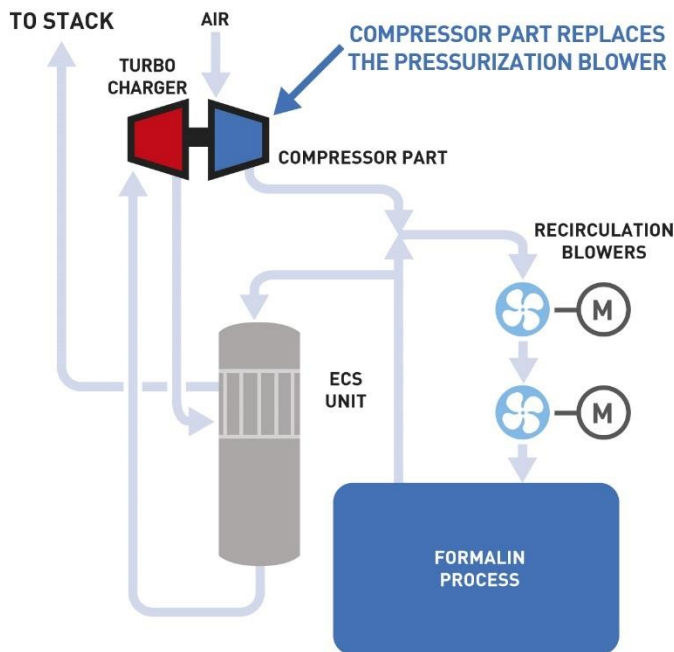 TO STACK
AIR
COMPRESSOR PART REPLACES
THE PRESSURIZATION BLOWER
TURBO
CHARGER
COMPRESSOR PART
RECIRCULATION
BLOWERS
M
ECS
UNIT
M
FORMALIN
PROCESS